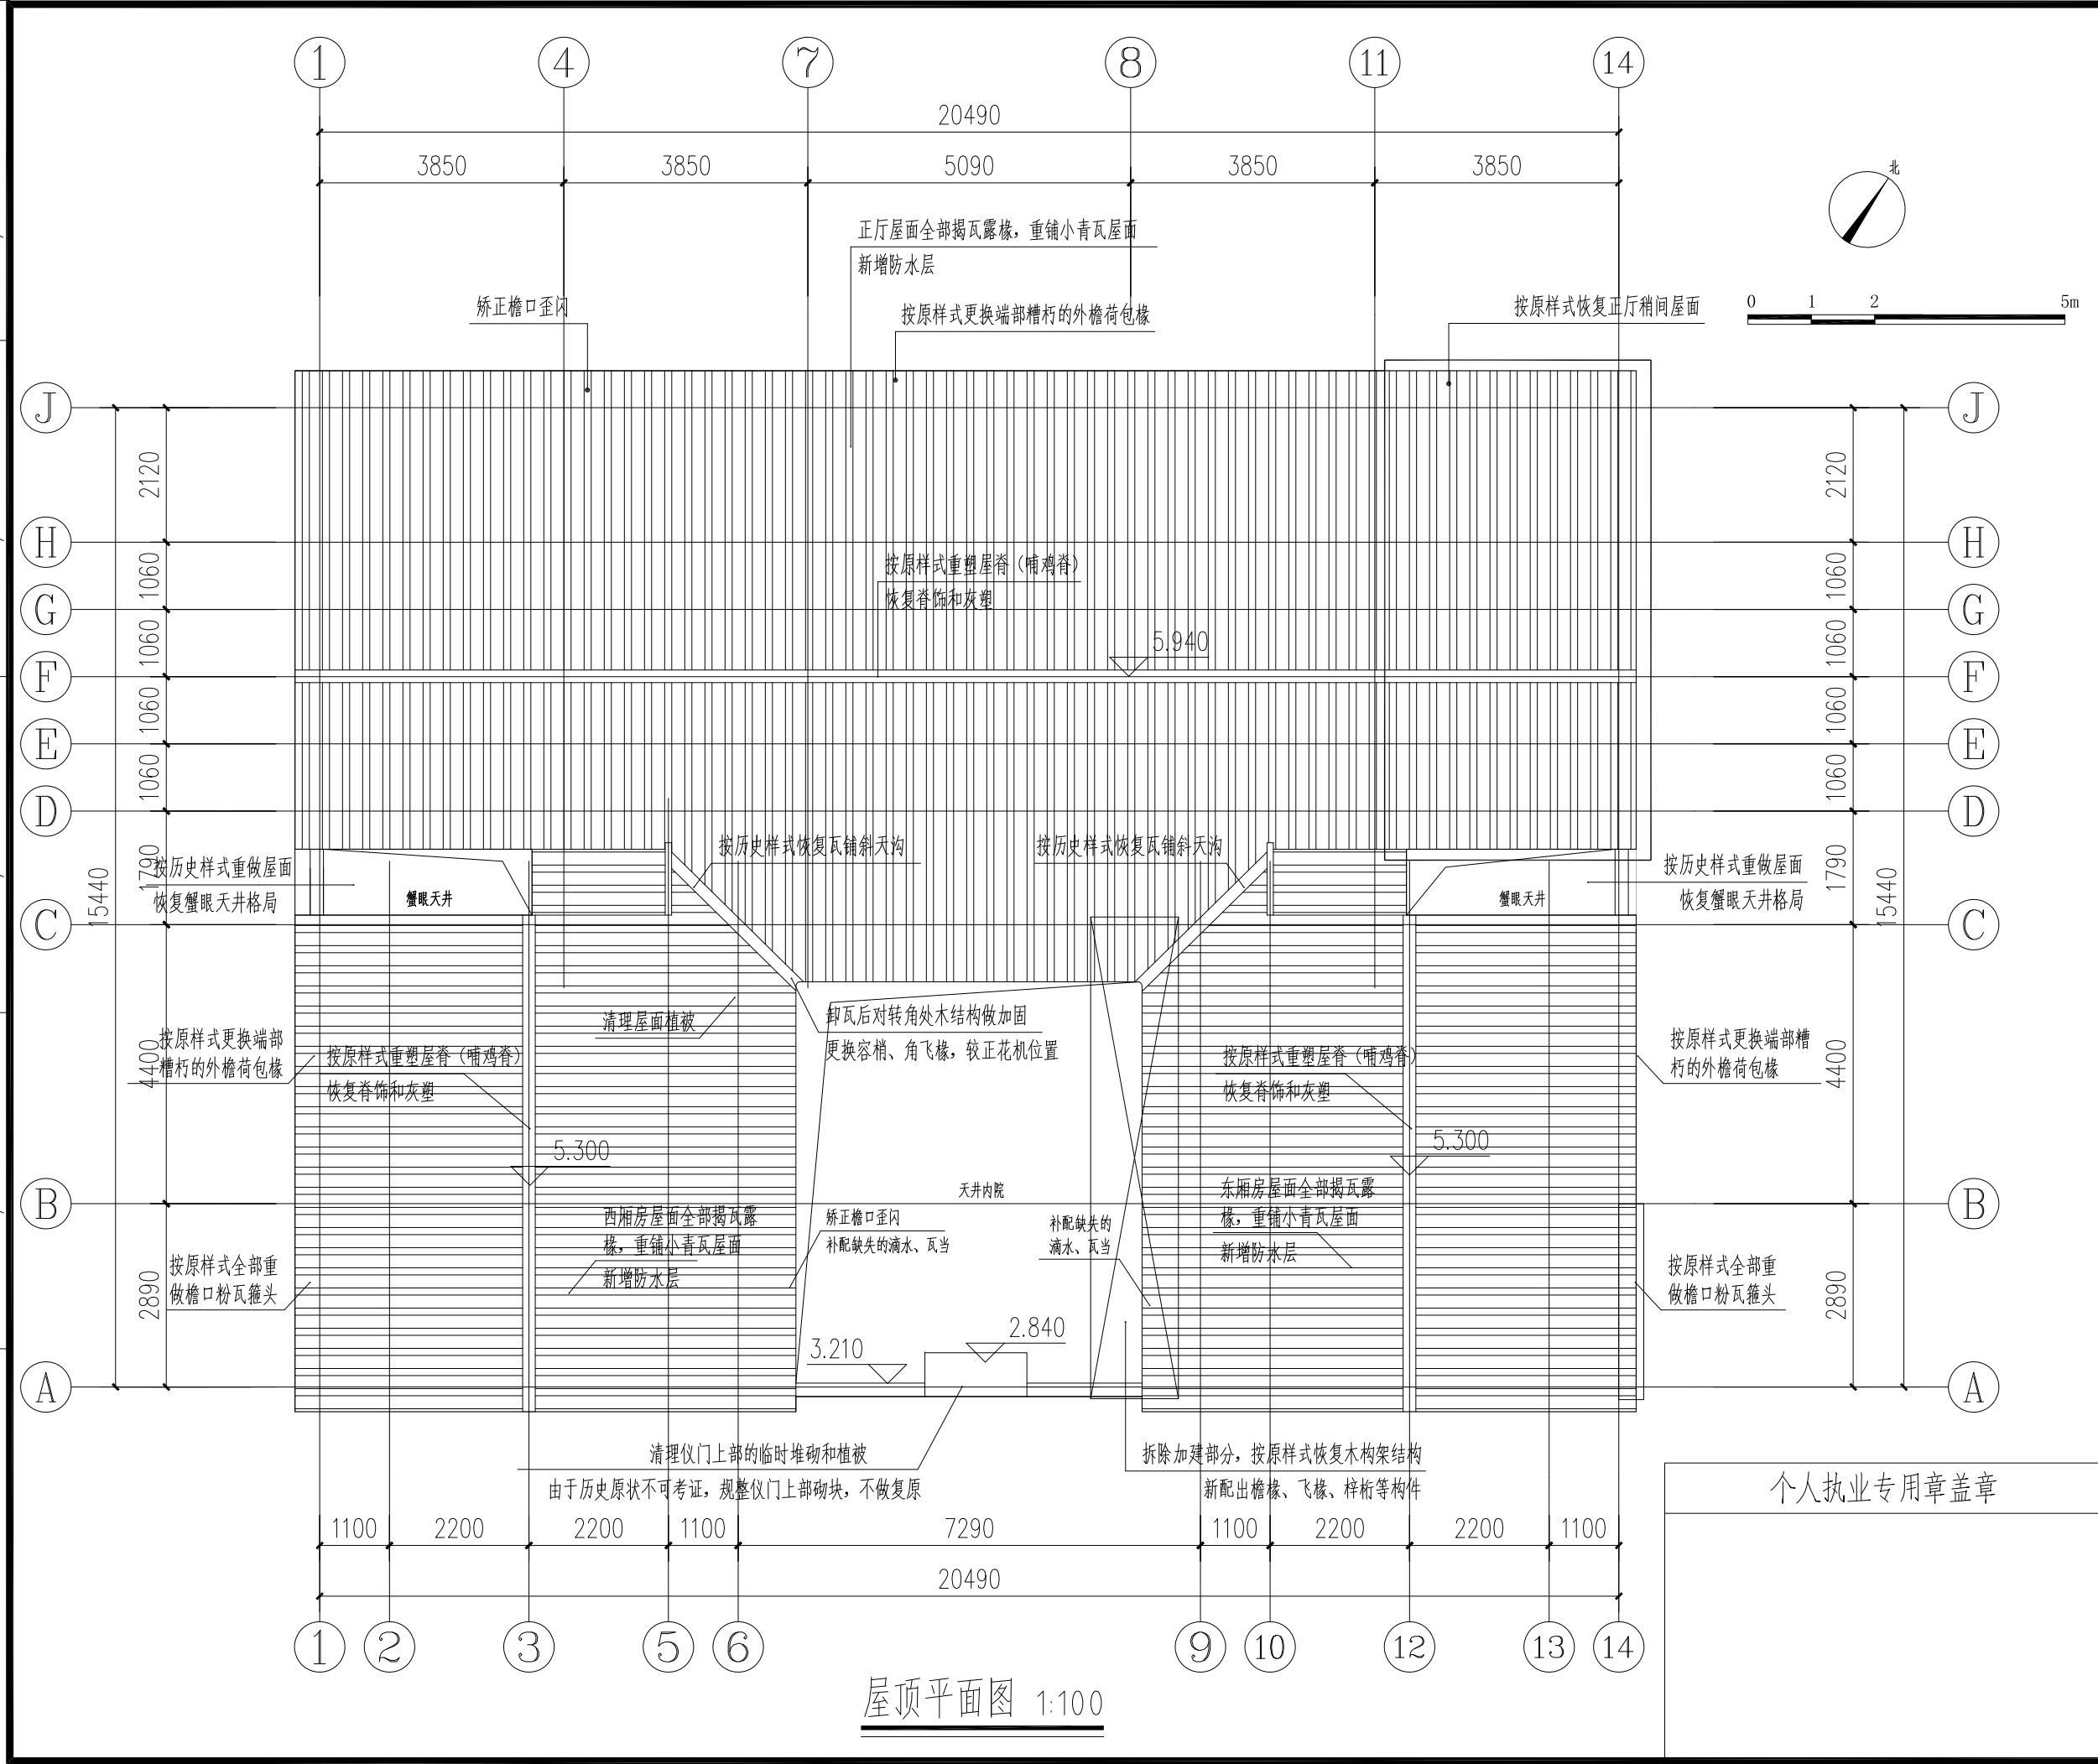 1 4 7 8 11 14
20490
3850 3850 5090 3850 3850
北
0 1 2 5m
正厅屋面全部揭瓦露椽，重铺小青瓦屋面
新增防水层
矫正檐口歪闪
按原样式更换端部糟朽的外檐荷包椽
按原样式恢复正厅稍间屋面
J J
2120 2120
H H
1060 1060
按原样式重塑屋脊（哺鸡脊）
恢复脊饰和灰塑
G G
1060 1060
5.940
F F
1060 1060
E E
1060 1060
D D
按历史样式恢复瓦铺斜天沟
按历史样式恢复瓦铺斜天沟
1790 1790
15440 15440
按历史样式重做屋面
恢复蟹眼天井格局
蟹眼天井
蟹眼天井
按历史样式重做屋面
恢复蟹眼天井格局
C C
清理屋面植被
卸瓦后对转角处木结构做加固
更换容梢、角飞椽，较正花机位置
4400 4400
按原样式更换端部
糟朽的外檐荷包椽
按原样式重塑屋脊（哺鸡脊）
恢复脊饰和灰塑
按原样式重塑屋脊（哺鸡脊）
恢复脊饰和灰塑
按原样式更换端部糟
朽的外檐荷包椽
5.300 5.300
天井内院
B B
西厢房屋面全部揭瓦露
椽，重铺小青瓦屋面
新增防水层
矫正檐口歪闪
补配缺失的滴水、瓦当
补配缺失的
滴水、瓦当
东厢房屋面全部揭瓦露
椽，重铺小青瓦屋面
新增防水层
2890 2890
按原样式全部重
做檐口粉瓦箍头
按原样式全部重
做檐口粉瓦箍头
3.210 2.840
A A
清理仪门上部的临时堆砌和植被
由于历史原状不可考证，规整仪门上部砌块，不做复原
拆除加建部分，按原样式恢复木构架结构
新配出檐椽、飞椽、梓桁等构件
个人执业专用章盖章
1100 2200 2200 1100 7290 1100 2200 2200 1100
20490
1 2 3 5 6 9 10 12 13 14
屋顶平面图 1:100